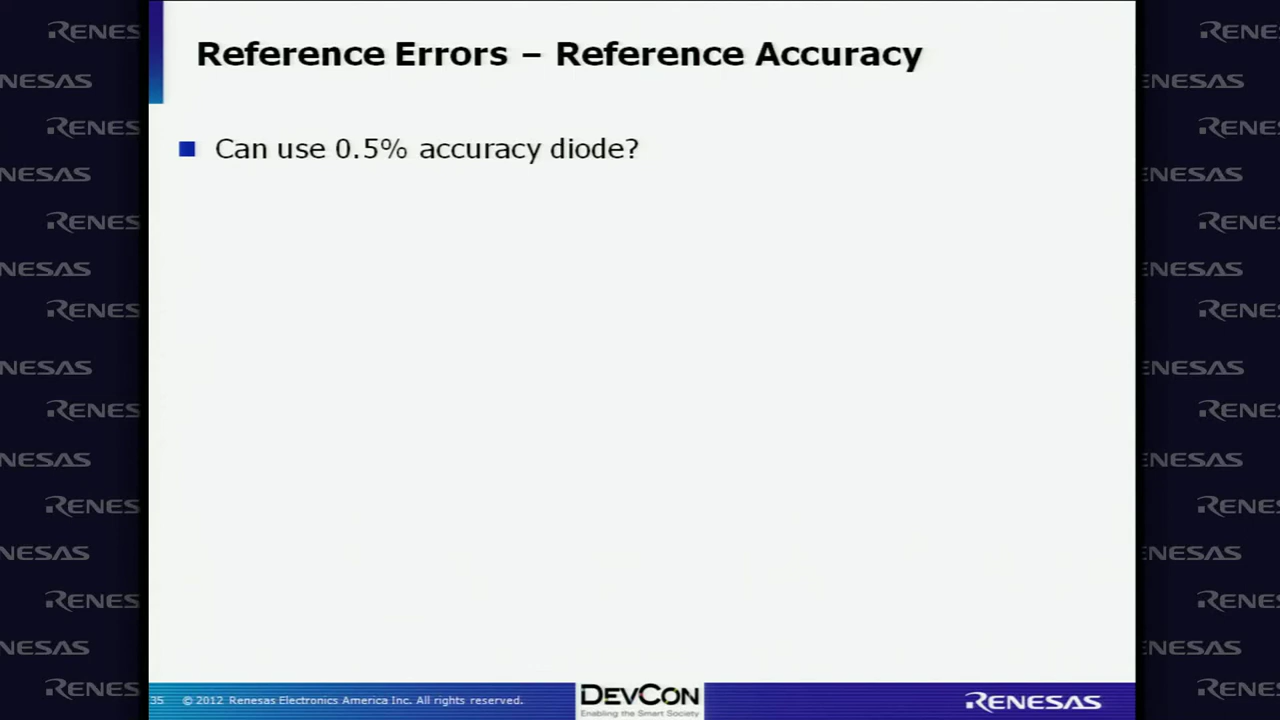 Reference Errors – Reference Accuracy
Can use 0.5% accuracy diode?
35 © 2012 Renesas Electronics America Inc. All rights reserved.
DevCon
Enabling the Smart Society
RENESAS